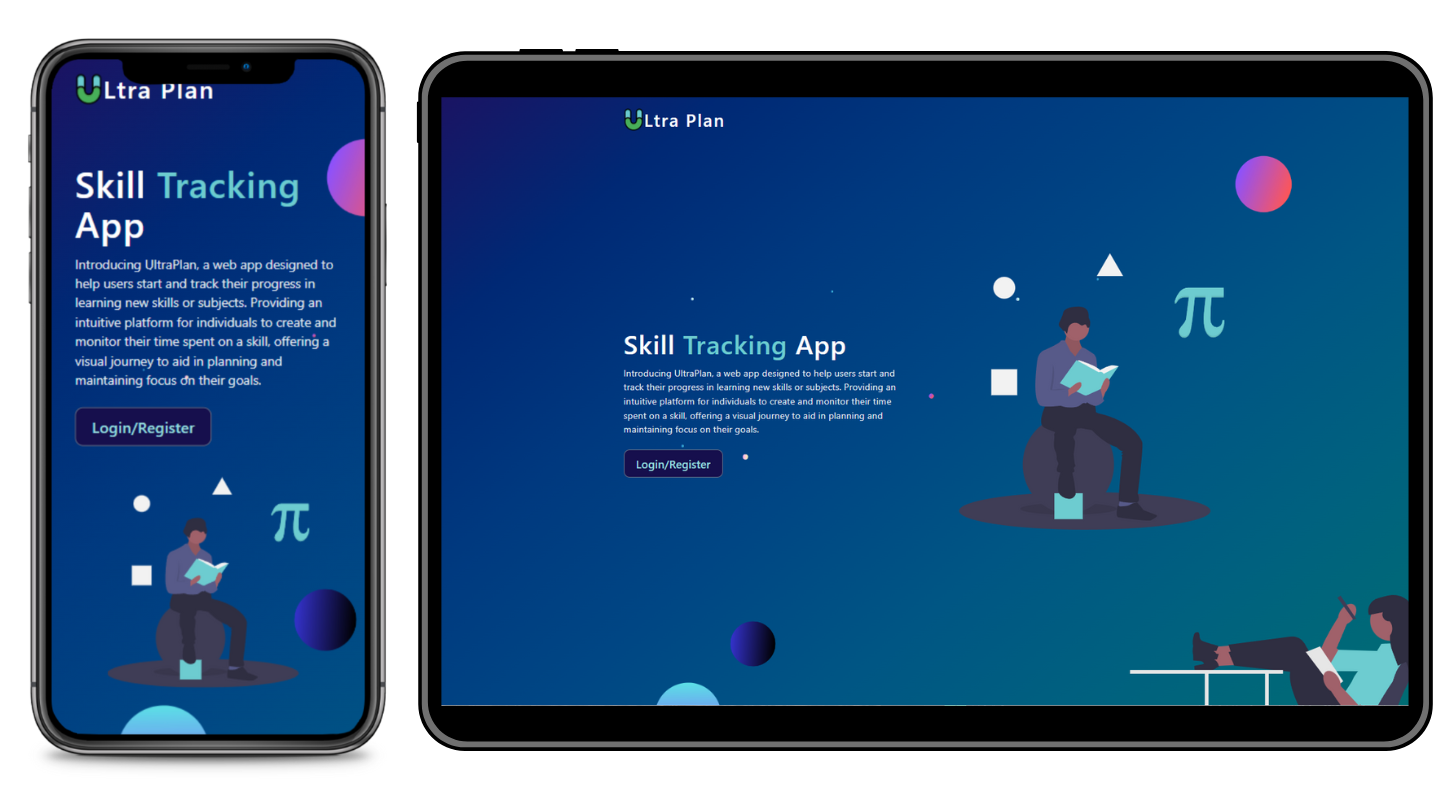 ULtra Plan
Skill Tracking
App
Introducing UltraPlan, a web app designed to
help users start and track their progress in
learning new skills or subjects. Providing an
intuitive platform for individuals to create and
monitor their time spent on a skill, offering a
visual journey to aid in planning and
maintaining focus on their goals.
Login/Register
π
ULtra Plan
Skill Tracking App
Introducing UltraPlan, a web app designed to help users start and
track their progress in learning new skills or subjects. Providing an
intuitive platform for individuals to create and monitor their time
spent on a skill, offering a visual journey to aid in planning and
maintaining focus on their goals.
Login/Register
π